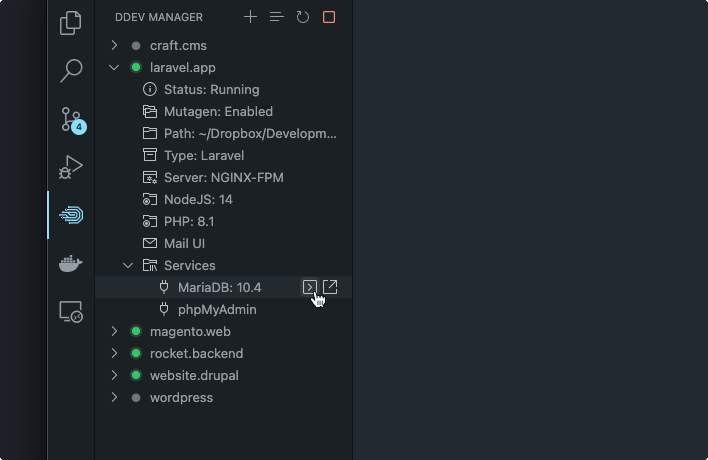 DDEV MANAGER
craft.cms
laravel.app
Status: Running
Mutagen: Enabled
Path: ~/Dropbox/Developm...
Type: Laravel
Server: NGINX-FPM
NodeJS: 14
PHP: 8.1
Mail UI
Services
MariaDB: 10.4
phpMyAdmin
magento.web
rocket.backend
website.drupal
wordpress
4